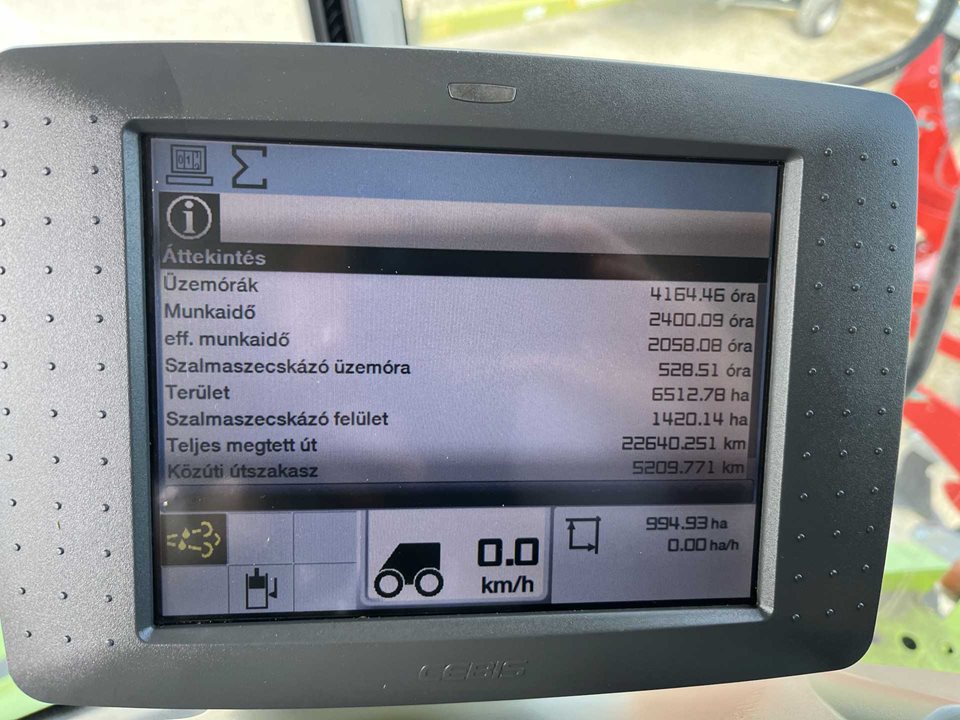 Áttekintés
Üzemórák 4164.46 óra
Munkaidő 2400.09 óra
eff. munkaidő 2058.08 óra
Szalmaszecskázó üzemóra 528.51 óra
Terület 6512.78 ha
Szalmaszecskázó felület 1420.14 ha
Teljes megtett út 22640.251 km
Közúti útszakasz 5209.771 km
994.93 ha
0.0
0.00 ha/h
km/h
CEBIS